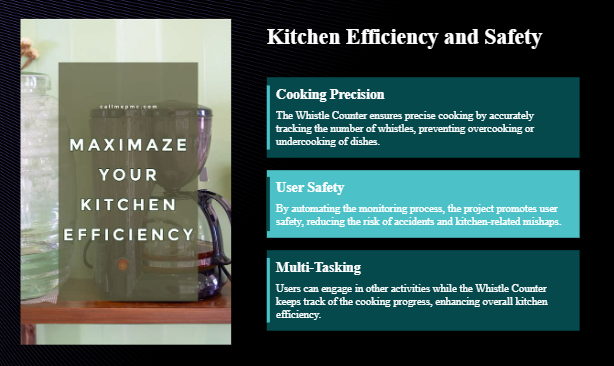 callmepmc.com
MAXIMAZE
YOUR
KITCHEN
EFFICIENCY
Kitchen Efficiency and Safety
Cooking Precision
The Whistle Counter ensures precise cooking by accurately
tracking the number of whistles, preventing overcooking or
undercooking of dishes.
User Safety
By automating the monitoring process, the project promotes user
safety, reducing the risk of accidents and kitchen-related mishaps.
Multi-Tasking
Users can engage in other activities while the Whistle Counter
keeps track of the cooking progress, enhancing overall kitchen
efficiency.